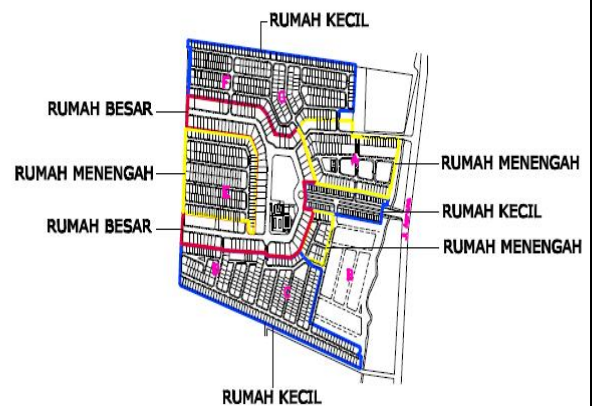 RUMAH KECIL
F
G
RUMAH BESAR
A
RUMAH MENENGAH
RUMAH MENENGAH
E
RUMAH KECIL
RUMAH BESAR
RUMAH MENENGAH
B
C
RUMAH KECIL